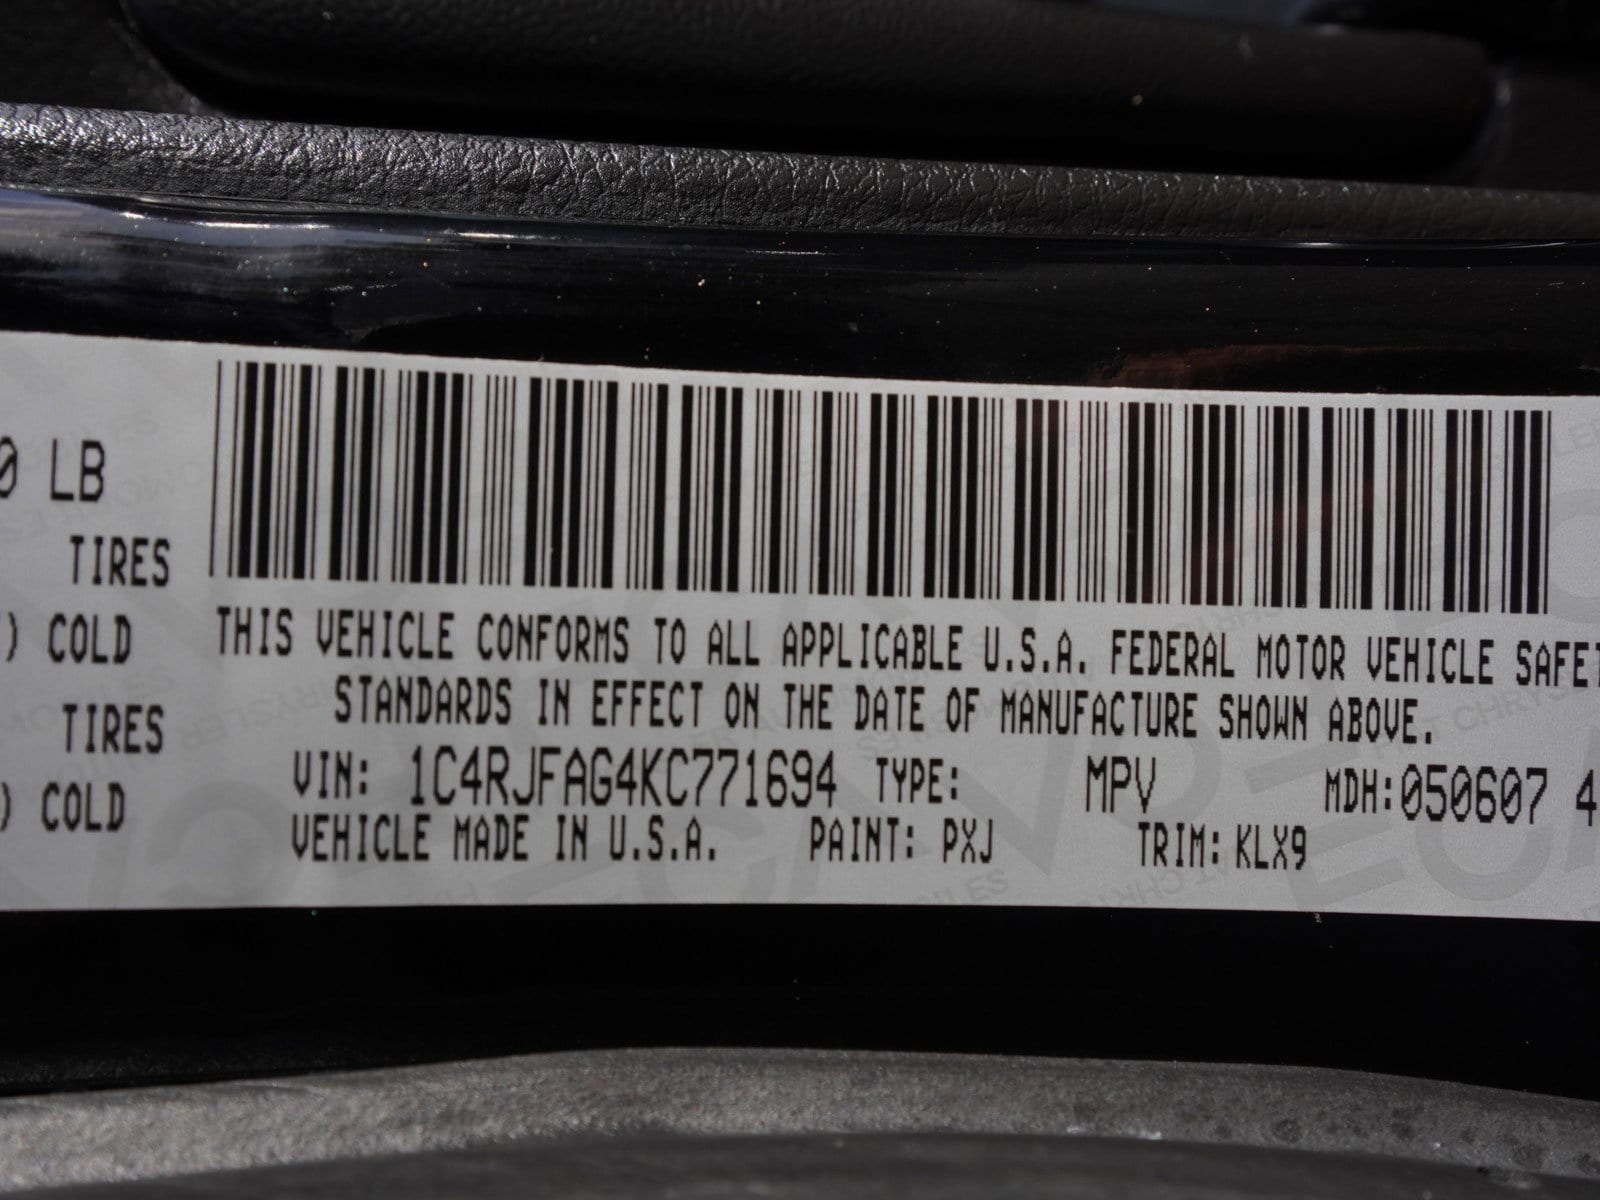 0 LB
TIRES
) COLD
THIS VEHICLE CONFORMS TO ALL APPLICABLE U.S.A. FEDERAL MOTOR VEHICLE SAFET
STANDARDS IN EFFECT ON THE DATE OF MANUFACTURE SHOWN ABOVE.
TIRES
VIN: 1C4RJFAG4KC771694 TYPE: MPV MDH:050607 4
) COLD
VEHICLE MADE IN U.S.A. PAINT: PXJ TRIM: KLX9